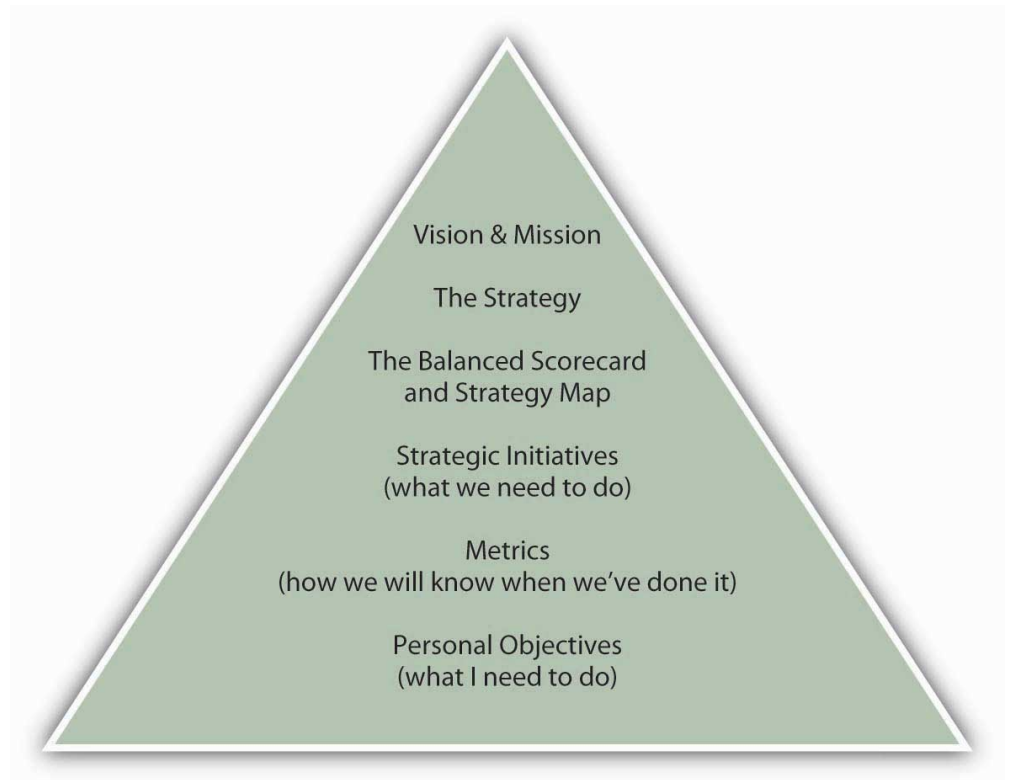 Vision & Mission
The Strategy
The Balanced Scorecard
and Strategy Map
Strategic Initiatives
(what we need to do)
Metrics
(how we will know when we’ve done it)
Personal Objectives
(what I need to do)